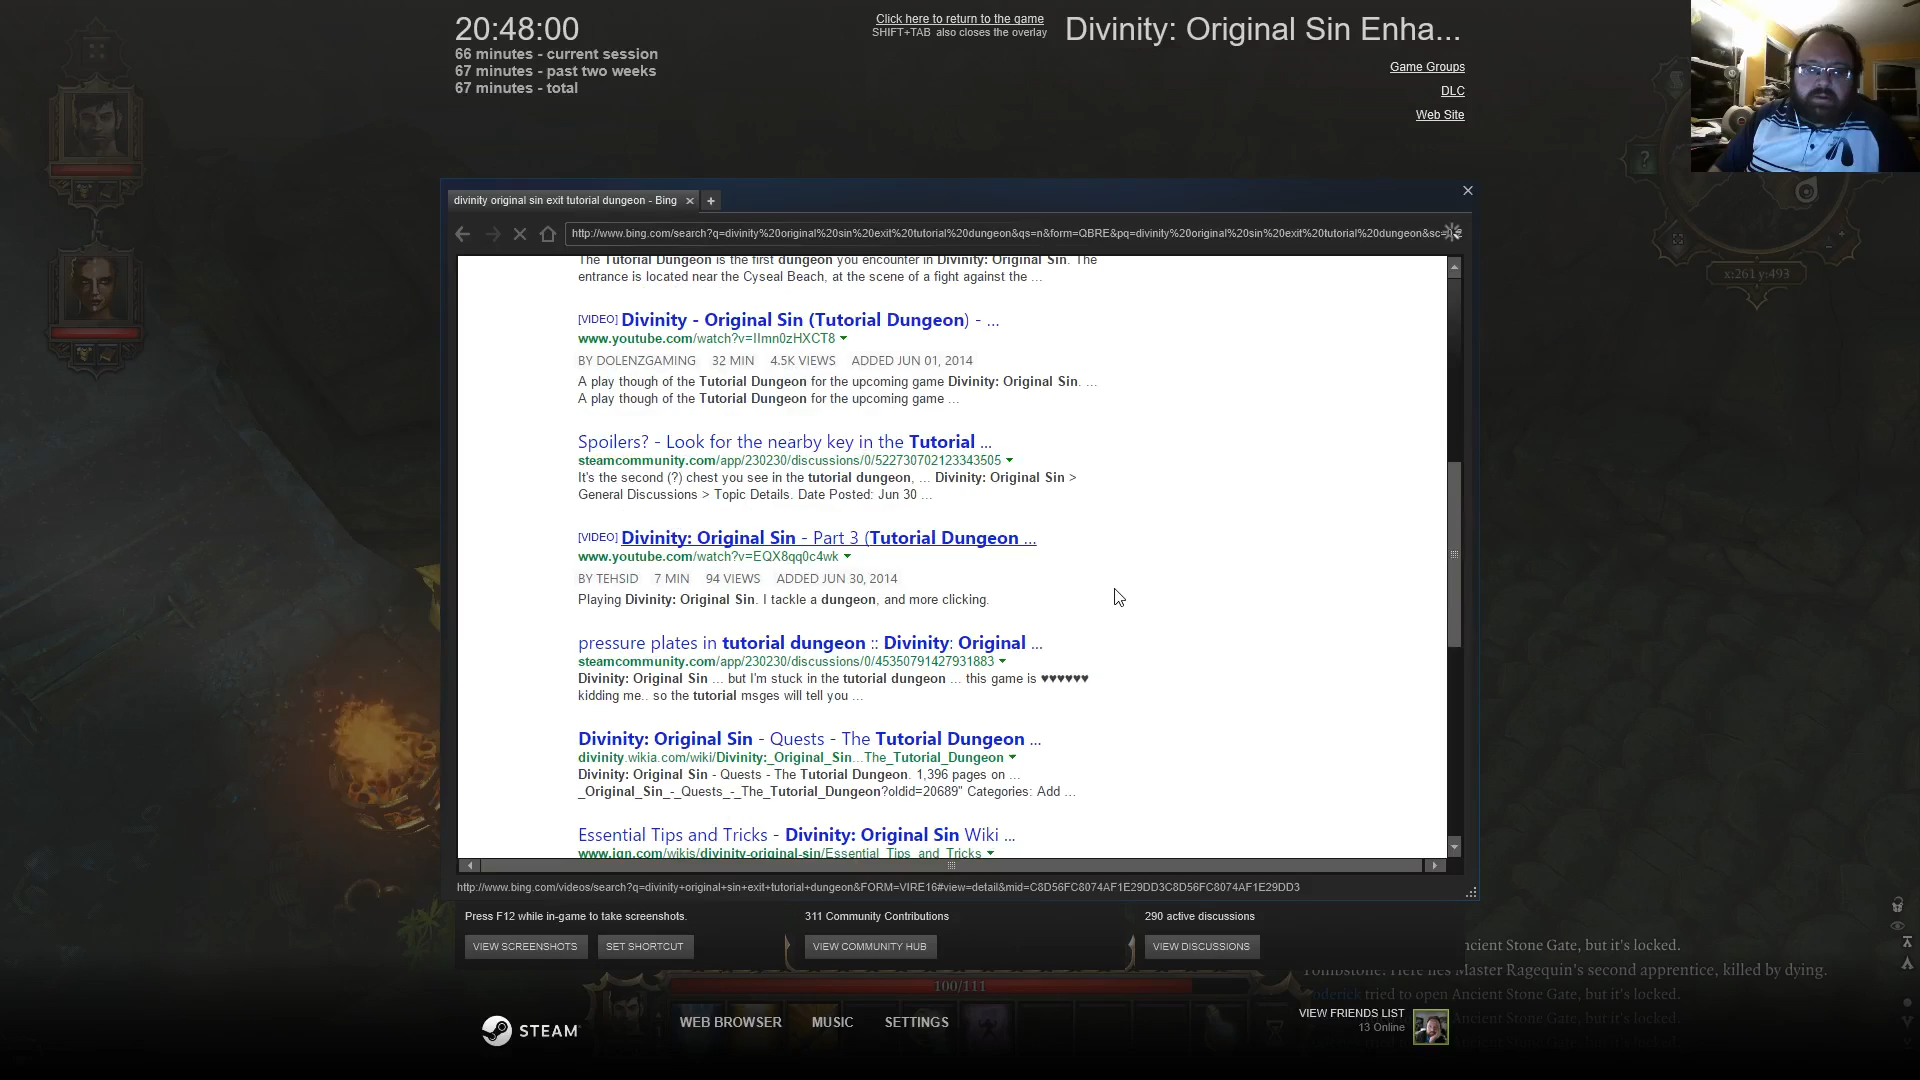 20:48:00
66 minutes - current session
67 minutes - past two weeks
67 minutes - total
Click here to return to the game
SHIFT+TAB also closes the overlay
Divinity: Original Sin Enha...
Game Groups
DLC
Web Site
?
x:261 y:493
divinity original sin exit tutorial dungeon - Bing
http://www.bing.com/search?q=divinity%20original%20sin%20exit%20tutorial%20dungeon&qs=n&form=QBRE&pq=divinity%20original%20sin%20exit%20tutorial%20dungeon&sc=
The Tutorial Dungeon is the first dungeon you encounter in Divinity: Original Sin. The
entrance is located near the Cyseal Beach, at the scene of a fight against the ...
[VIDEO] Divinity - Original Sin (Tutorial Dungeon) - ...
www.youtube.com/watch?v=IImn0zHXCT8
BY DOLENZGAMING 32 MIN 4.5K VIEWS ADDED JUN 01, 2014
A play though of the Tutorial Dungeon for the upcoming game Divinity: Original Sin. ...
A play though of the Tutorial Dungeon for the upcoming game ...
Spoilers? - Look for the nearby key in the Tutorial ...
steamcommunity.com/app/230230/discussions/0/522730702123343505
It's the second (?) chest you see in the tutorial dungeon, ... Divinity: Original Sin >
General Discussions > Topic Details. Date Posted: Jun 30 ...
[VIDEO] Divinity: Original Sin - Part 3 (Tutorial Dungeon ...
www.youtube.com/watch?v=EQX8qq0c4wk
BY TEHSID 7 MIN 94 VIEWS ADDED JUN 30, 2014
Playing Divinity: Original Sin. I tackle a dungeon, and more clicking.
pressure plates in tutorial dungeon :: Divinity: Original ...
steamcommunity.com/app/230230/discussions/0/45350791427931883
Divinity: Original Sin ... but I'm stuck in the tutorial dungeon ... this game is ♥♥♥♥♥♥
kidding me.. so the tutorial msges will tell you ...
Divinity: Original Sin - Quests - The Tutorial Dungeon ...
divinity.wikia.com/wiki/Divinity:_Original_Sin...The_Tutorial_Dungeon
Divinity: Original Sin - Quests - The Tutorial Dungeon. 1,396 pages on ...
_Original_Sin_-_Quests_-_The_Tutorial_Dungeon?oldid=20689" Categories: Add ...
Essential Tips and Tricks - Divinity: Original Sin Wiki ...
www.ign.com/wikis/divinity-original-sin/Essential_Tips_and_Tricks
http://www.bing.com/videos/search?q=divinity+original+sin+exit+tutorial+dungeon&FORM=VIRE16#view=detail&mid=C8D56FC8074AF1E29DD3C8D56FC8074AF1E29DD3
Press F12 while in-game to take screenshots.
VIEW SCREENSHOTS
SET SHORTCUT
311 Community Contributions
VIEW COMMUNITY HUB
290 active discussions
VIEW DISCUSSIONS
ncient Stone Gate, but it's locked.
Tombstone: Here lies Master Ragequin's second apprentice, killed by dying.
oderick tried to open Ancient Stone Gate, but it's locked.
cient Stone Gate, but it's locked.
100/111
STEAM
WEB BROWSER
MUSIC
SETTINGS
VIEW FRIENDS LIST
13 Online